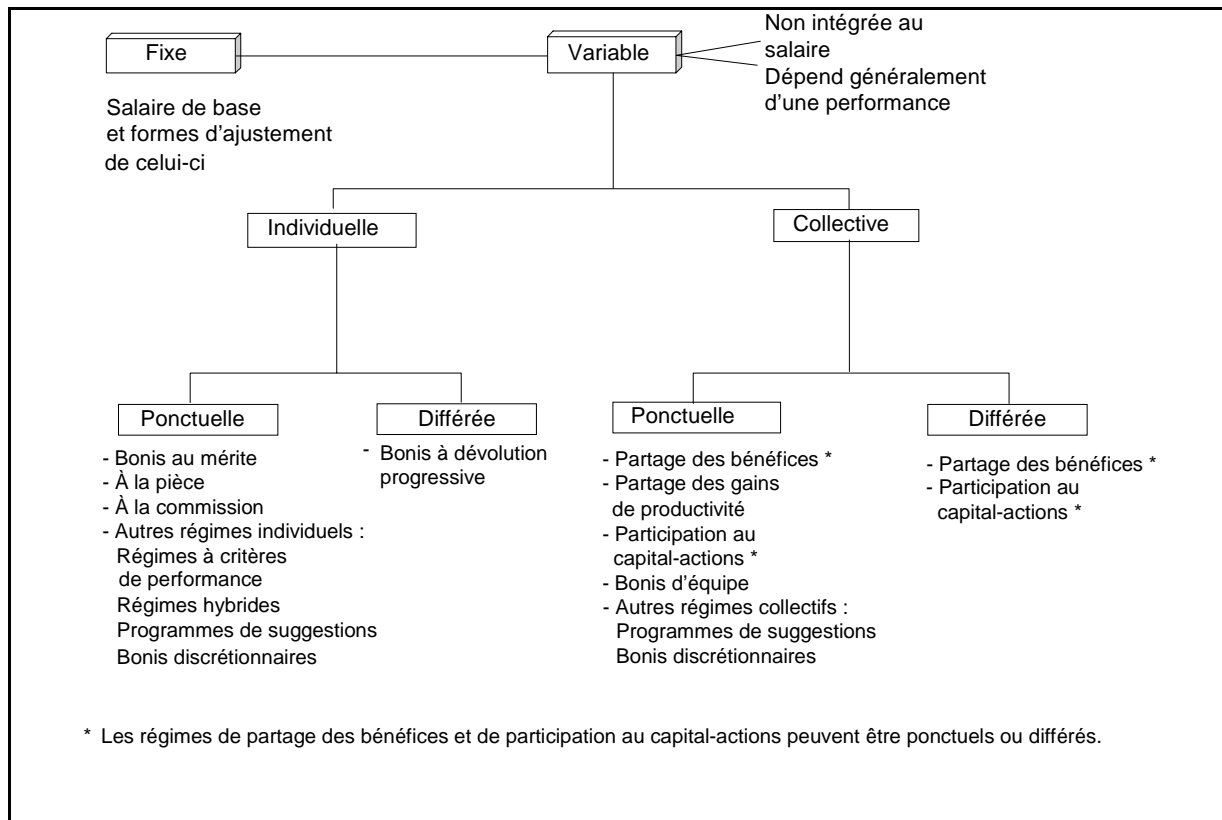 Fixe
Variable
Non intégrée au
salaire
Dépend généralement
d'une performance
Salaire de base
et formes d'ajustement
de celui-ci
Individuelle
Collective
Ponctuelle
- Bonis au mérite
- À la pièce
- À la commission
- Autres régimes individuels :
Régimes à critères
de performance
Régimes hybrides
Programmes de suggestions
Bonis discrétionnaires
Différée
- Bonis à dévolution
progressive
Ponctuelle
- Partage des bénéfices *
- Partage des gains
de productivité
- Participation au
capital-actions *
- Bonis d'équipe
- Autres régimes collectifs :
Programmes de suggestions
Bonis discrétionnaires
Différée
- Partage des bénéfices *
- Participation au
capital-actions *
* Les régimes de partage des bénéfices et de participation au capital-actions peuvent être ponctuels ou différés.